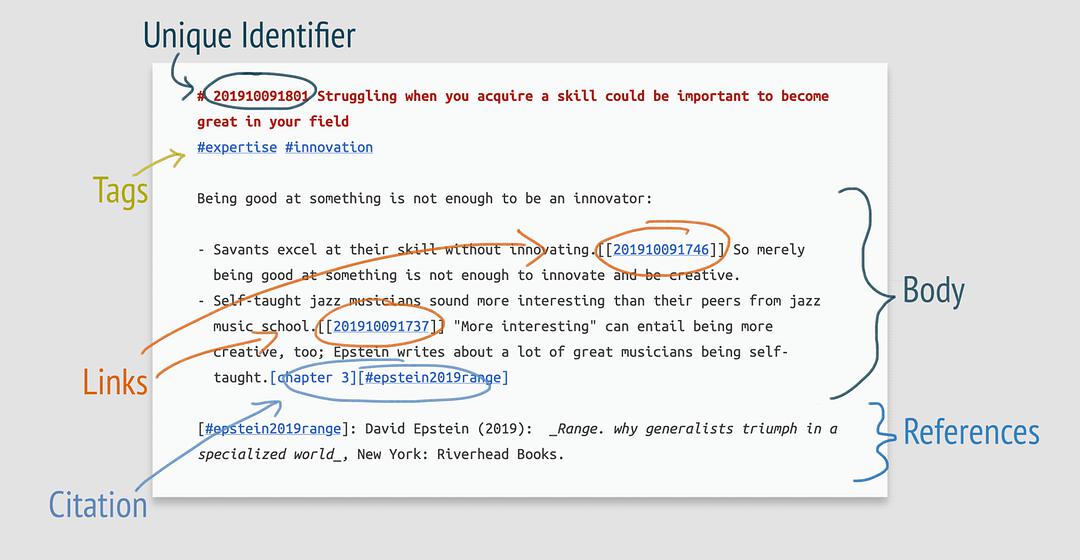 Unique Identifier
# 201910091801 Struggling when you acquire a skill could be important to become
great in your field
#expertise #innovation
Tags
Being good at something is not enough to be an innovator:
- Savants excel at their skill without innovating.[[201910091746]] So merely
being good at something is not enough to innovate and be creative.
- Self-taught jazz musicians sound more interesting than their peers from jazz
music school.[[201910091737]] "More interesting" can entail being more
creative, too; Epstein writes about a lot of great musicians being self-
taught.[chapter 3][#epstein2019range]
Body
Links
[#epstein2019range]: David Epstein (2019): _Range. why generalists triumph in a
specialized world_, New York: Riverhead Books.
References
Citation